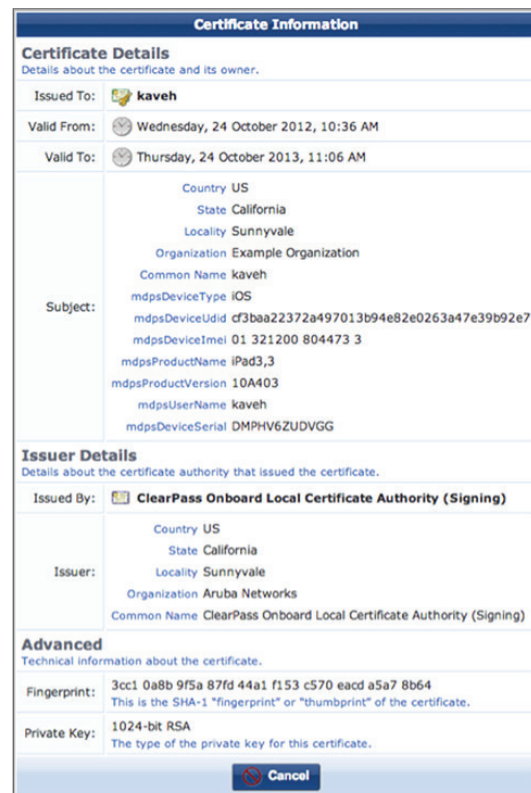 Certificate Information
Certificate Details
Details about the certificate and its owner.
Issued To: kaveh
Valid From: Wednesday, 24 October 2012, 10:36 AM
Valid To: Thursday, 24 October 2013, 11:06 AM
Subject:
Country US
State California
Locality Sunnyvale
Organization Example Organization
Common Name kaveh
mdpsDeviceType iOS
mdpsDeviceUdid cf3baa22372a497013b94e82e0263a47e39b92e7
mdpsDeviceImei 01 321200 804473 3
mdpsProductName iPad3,3
mdpsProductVersion 10A403
mdpsUserName kaveh
mdpsDeviceSerial DMPHV6ZUDVGG
Issuer Details
Details about the certificate authority that issued the certificate.
Issued By: ClearPass Onboard Local Certificate Authority (Signing)
Issuer:
Country US
State California
Locality Sunnyvale
Organization Aruba Networks
Common Name ClearPass Onboard Local Certificate Authority (Signing)
Advanced
Technical information about the certificate.
Fingerprint: 3cc1 0a8b 9f5a 87fd 44a1 f153 c570 eacd a5a7 8b64
This is the SHA-1 "fingerprint" or "thumbprint" of the certificate.
Private Key: 1024-bit RSA
The type of the private key for this certificate.
Cancel